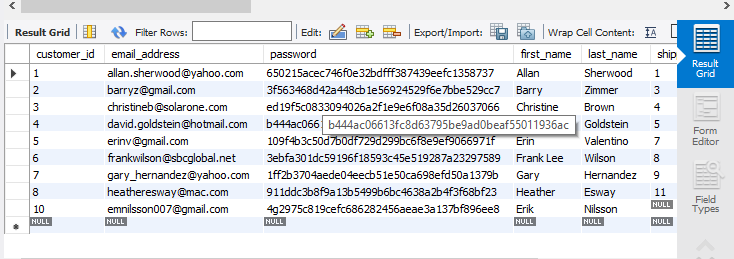 Result Grid Filter Rows: Edit: Export/Import: Wrap Cell Content:
customer_id email_address password first_name last_name ship
1 allan.sherwood@yahoo.com 650215acec746f0e32bdfff387439eefc1358737 Allan Sherwood 1
2 barryz@gmail.com 3f563468d42a448cb1e56924529f6e7bbe529cc7 Barry Zimmer 3
3 christineb@solarone.com ed19f5c0833094026a2f1e9e6f08a35d26037066 Christine Brown 4
4 david.goldstein@hotmail.com b444ac06613fc8d63795be9ad0beaf55011936ac Goldstein 5
5 erinv@gmail.com 109f4b3c50d7b0df729d299bc6f8e9ef9066971f Erin Valentino 7
6 frankwilson@sbcglobal.net 3ebfa301dc59196f18593c45e519287a23297589 Frank Lee Wilson 8
7 gary_hernandez@yahoo.com 1ff2b3704aede04eecb51e50ca698efd50a1379b Gary Hernandez 9
8 heatheresway@mac.com 911ddc3b8f9a13b5499b6bc4638a2b4f3f68bf23 Heather Esway 11
10 emnilsson007@gmail.com 4g2975c819cefc686282456aeae3a137bf896ee8 Erik Nilsson NULL
NULL NULL NULL NULL NULL NULL
Result Grid
Form Editor
Field Types